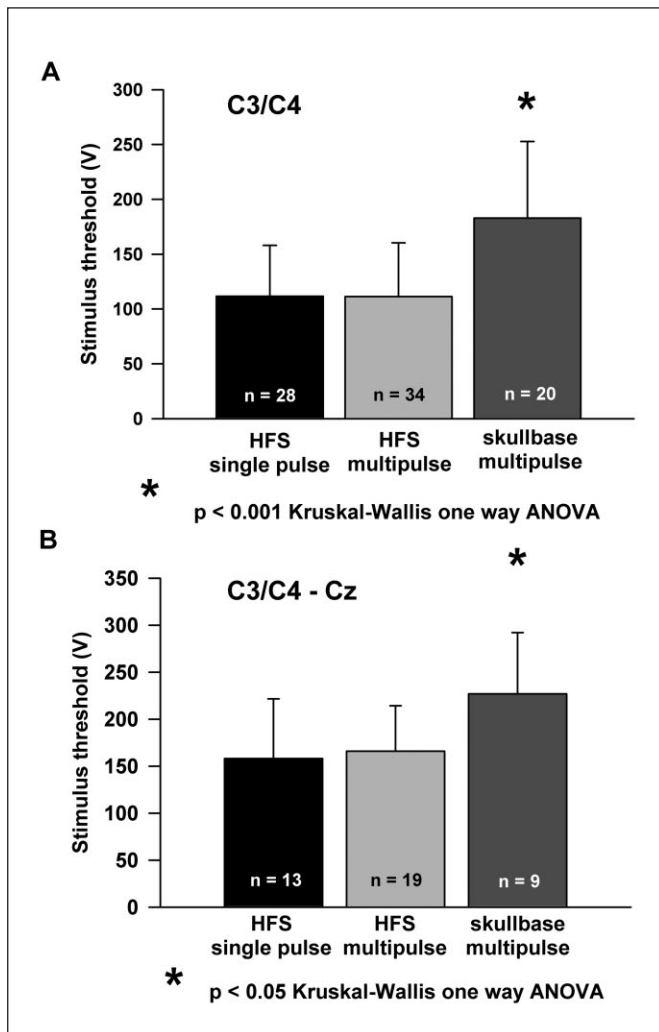 A
C3/C4
*
Stimulus threshold (V)
300
250
200
150
100
50
0
n = 28
n = 34
n = 20
HFS
single pulse
HFS
multipulse
skullbase
multipulse
*
p < 0.001 Kruskal-Wallis one way ANOVA
B
C3/C4 - Cz
*
Stimulus threshold (V)
350
300
250
200
150
100
50
0
n = 13
n = 19
n = 9
HFS
single pulse
HFS
multipulse
skullbase
multipulse
*
p < 0.05 Kruskal-Wallis one way ANOVA